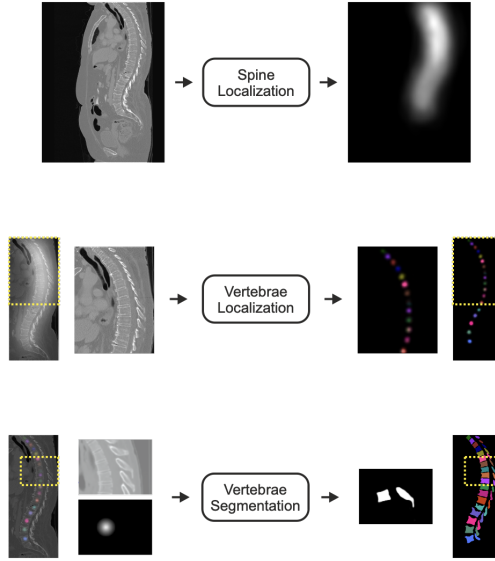 Spine
Localization
Vertebrae
Localization
Vertebrae
Segmentation